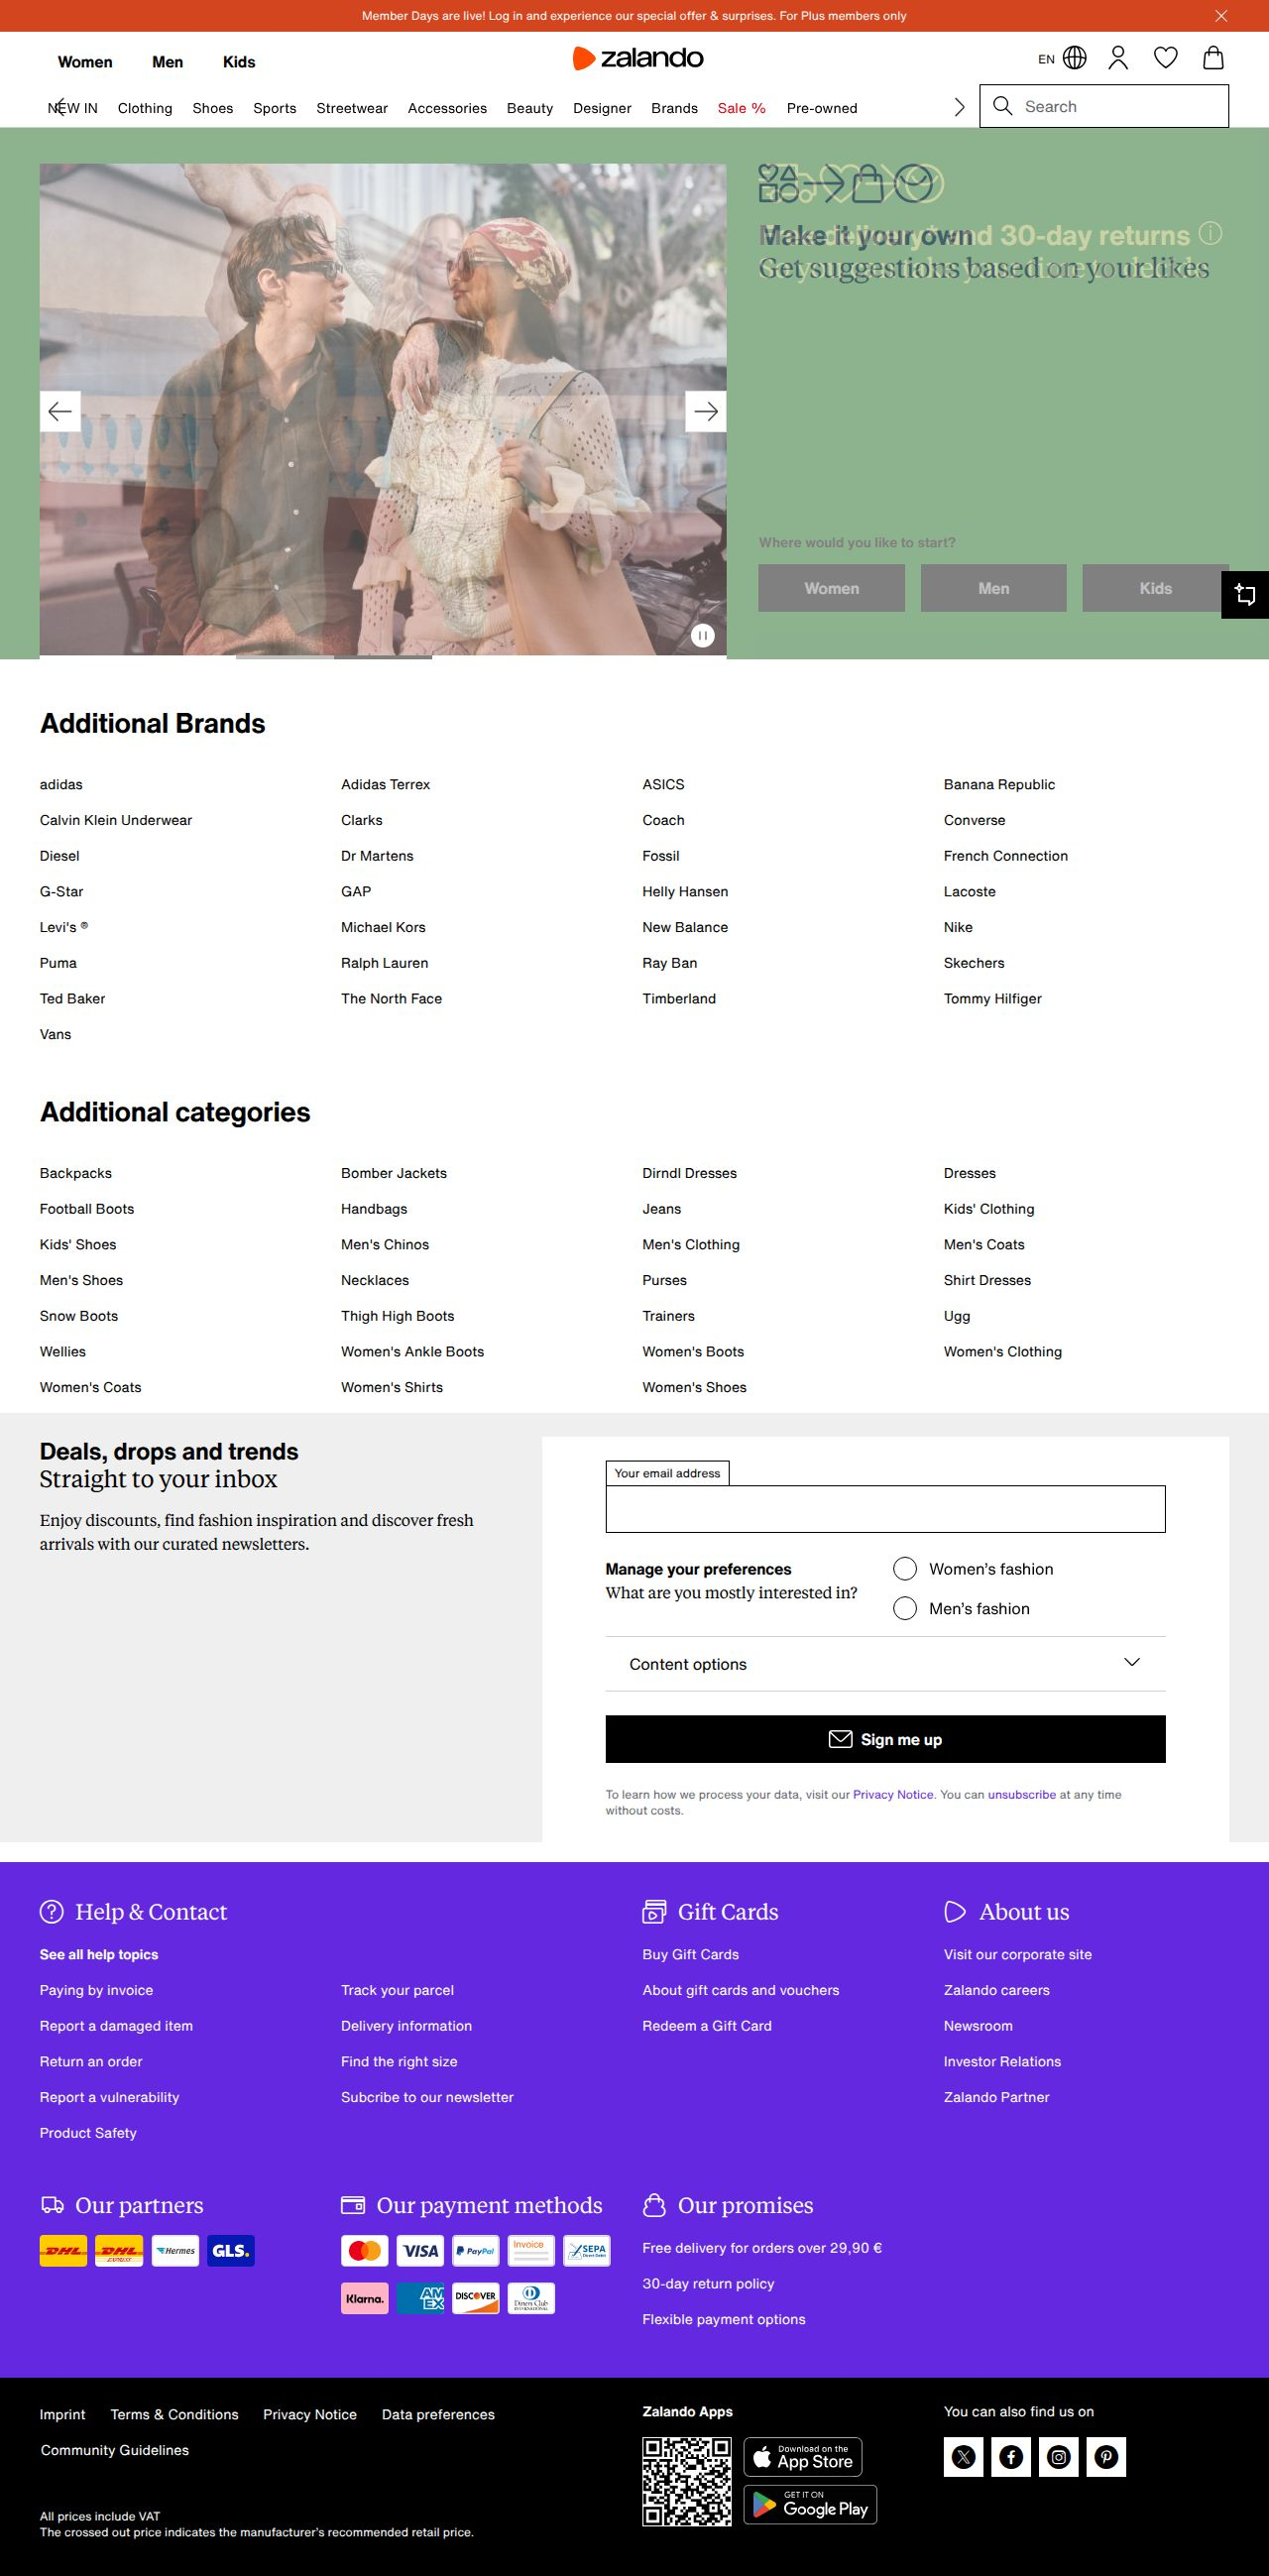 Member Days are live! Log in and experience our special offer & surprises. For Plus members only
Women Men Kids
zalando
EN
NEW IN Clothing Shoes Sports Streetwear Accessories Beauty Designer Brands Sale % Pre-owned
Search
Make it your own
delivery* and 30-day returns
Get suggestions based on your likes
Where would you like to start?
Women Men Kids
Additional Brands
adidas Adidas Terrex ASICS Banana Republic
Calvin Klein Underwear Clarks Coach Converse
Diesel Dr Martens Fossil French Connection
G-Star GAP Helly Hansen Lacoste
Levi's ® Michael Kors New Balance Nike
Puma Ralph Lauren Ray Ban Skechers
Ted Baker The North Face Timberland Tommy Hilfiger
Vans
Additional categories
Backpacks Bomber Jackets Dirndl Dresses Dresses
Football Boots Handbags Jeans Kids' Clothing
Kids' Shoes Men's Chinos Men's Clothing Men's Coats
Men's Shoes Necklaces Purses Shirt Dresses
Snow Boots Thigh High Boots Trainers Ugg
Wellies Women's Ankle Boots Women's Boots Women's Clothing
Women's Coats Women's Shirts Women's Shoes
Deals, drops and trends
Straight to your inbox
Enjoy discounts, find fashion inspiration and discover fresh
arrivals with our curated newsletters.
Your email address
Manage your preferences
What are you mostly interested in?
Women’s fashion
Men’s fashion
Content options
Sign me up
To learn how we process your data, visit our Privacy Notice. You can unsubscribe at any time
without costs.
Help & Contact
See all help topics
Paying by invoice Track your parcel
Report a damaged item Delivery information
Return an order Find the right size
Report a vulnerability Subcribe to our newsletter
Product Safety
Gift Cards
Buy Gift Cards
About gift cards and vouchers
Redeem a Gift Card
About us
Visit our corporate site
Zalando careers
Newsroom
Investor Relations
Zalando Partner
Our partners
DHL DHL EXPRESS Hermes GLS.
Our payment methods
VISA PayPal Invoice SEPA Direct Debit
Klarna. AM EX DISCOVER Diners Club INTERNATIONAL
Our promises
Free delivery for orders over 29,90 €
30-day return policy
Flexible payment options
Imprint Terms & Conditions Privacy Notice Data preferences
Community Guidelines
All prices include VAT
The crossed out price indicates the manufacturer’s recommended retail price.
Zalando Apps
Download on the
App Store
GET IT ON
Google Play
You can also find us on